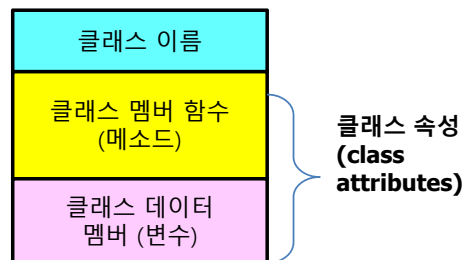 클래스 이름
클래스 멤버 함수
(메소드)
클래스 데이터
멤버 (변수)
클래스 속성
(class
attributes)